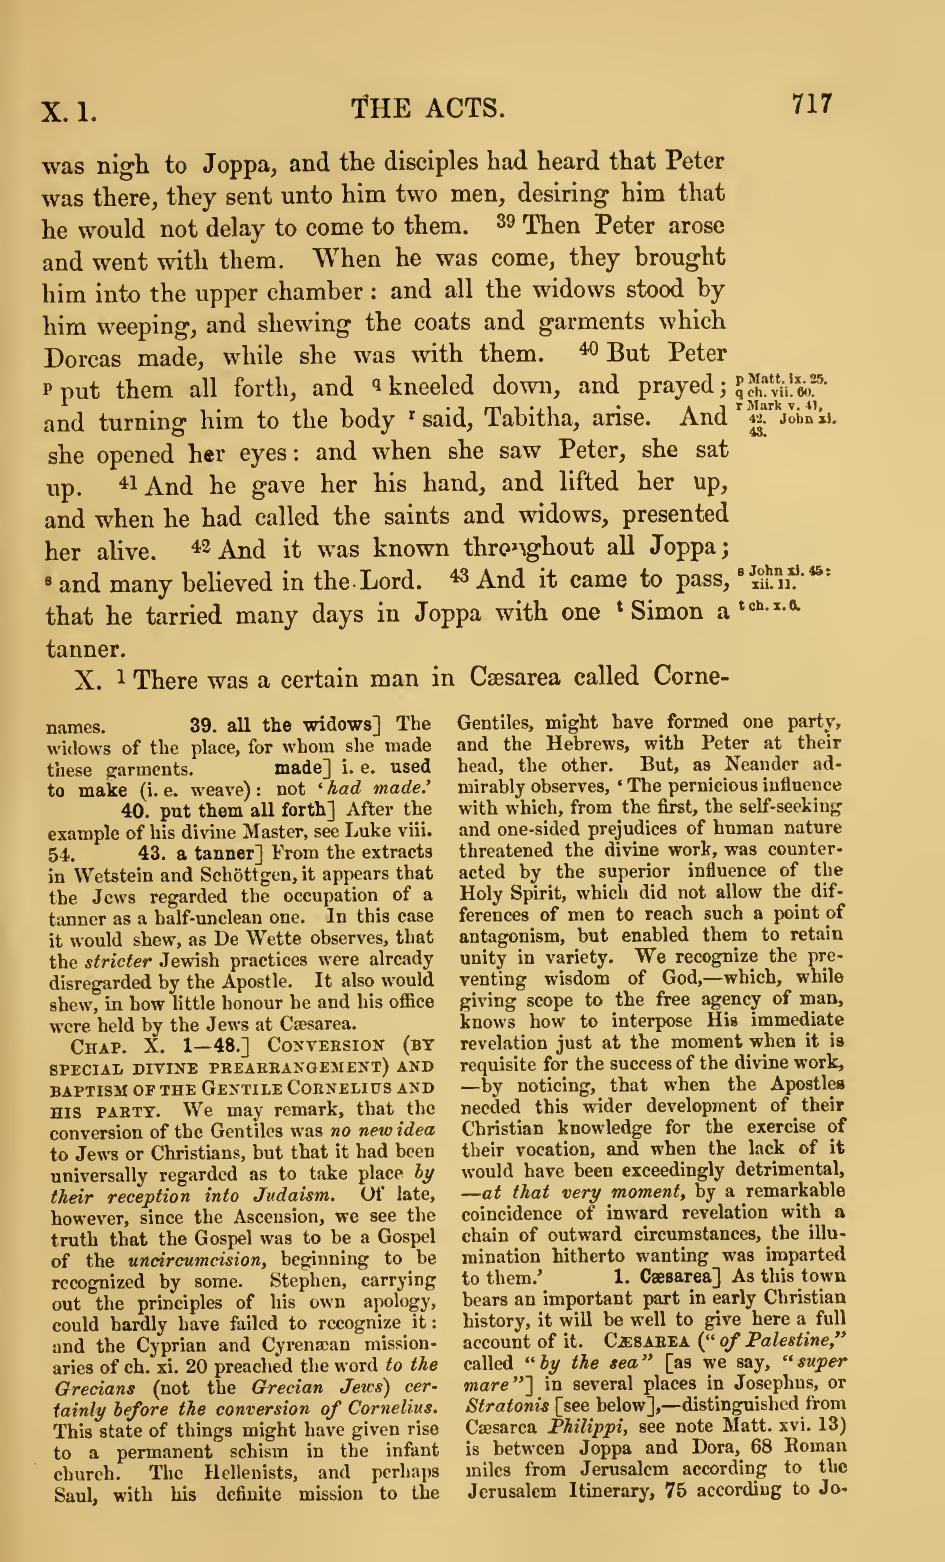 X. 1.
THE ACTS.
717
was nigh to Joppa, and the disciples had heard that Peter
was there, they sent unto him two men, desiring him that
he would not delay to come to them. 39 Then Peter arose
and went with them. When he was come, they brought
him into the upper chamber : and all the widows stood by
him weeping, and shewing the coats and garments which
Dorcas made, while she was with them. 40 But Peter
p put them all forth, and q kneeled down, and prayed ;
and turning him to the body r said, Tabitha, arise. And
she opened her eyes : and when she saw Peter, she sat
up. 41 And he gave her his hand, and lifted her up,
and when he had called the saints and widows, presented
her alive. 42 And it was known throughout all Joppa ;
s and many believed in the Lord. 43 And it came to pass,
that he tarried many days in Joppa with one t Simon a
tanner.
X. 1 There was a certain man in Cæsarea called Corne-
p Matt. ix. 25.
q ch. vii. 60.
r Mark v. 41,
42. John xi.
43.
s John xi. 45:
xii. 11.
t ch. x. 6.
names. 39. all the widows] The
widows of the place, for whom she made
these garments. made] i. e. used
to make (i. e. weave) : not ‘had made.’
40. put them all forth] After the
example of his divine Master, see Luke viii.
54. 43. a tanner] From the extracts
in Wetstein and Schöttgen, it appears that
the Jews regarded the occupation of a
tanner as a half-unclean one. In this case
it would shew, as De Wette observes, that
the stricter Jewish practices were already
disregarded by the Apostle. It also would
shew, in how little honour he and his office
were held by the Jews at Cæsarea.
CHAP. X. 1—48.] CONVERSION (BY
SPECIAL DIVINE PREARRANGEMENT) AND
BAPTISM OF THE GENTILE CORNELIUS AND
HIS PARTY. We may remark, that the
conversion of the Gentiles was no new idea
to Jews or Christians, but that it had been
universally regarded as to take place by
their reception into Judaism. Of late,
however, since the Ascension, we see the
truth that the Gospel was to be a Gospel
of the uncircumcision, beginning to be
recognized by some. Stephen, carrying
out the principles of his own apology,
could hardly have failed to recognize it :
and the Cyprian and Cyrenæan mission-
aries of ch. xi. 20 preached the word to the
Grecians (not the Grecian Jews) cer-
tainly before the conversion of Cornelius.
This state of things might have given rise
to a permanent schism in the infant
church. The Hellenists, and perhaps
Saul, with his definite mission to the
Gentiles, might have formed one party,
and the Hebrews, with Peter at their
head, the other. But, as Neander ad-
mirably observes, ‘ The pernicious influence
with which, from the first, the self-seeking
and one-sided prejudices of human nature
threatened the divine work, was counter-
acted by the superior influence of the
Holy Spirit, which did not allow the dif-
ferences of men to reach such a point of
antagonism, but enabled them to retain
unity in variety. We recognize the pre-
venting wisdom of God,—which, while
giving scope to the free agency of man,
knows how to interpose His immediate
revelation just at the moment when it is
requisite for the success of the divine work,
—by noticing, that when the Apostles
needed this wider development of their
Christian knowledge for the exercise of
their vocation, and when the lack of it
would have been exceedingly detrimental,
—at that very moment, by a remarkable
coincidence of inward revelation with a
chain of outward circumstances, the illu-
mination hitherto wanting was imparted
to them.’ 1. Cæsarea] As this town
bears an important part in early Christian
history, it will be well to give here a full
account of it. CÆSAREA (“of Palestine,”
called “by the sea” [as we say, “super
mare”] in several places in Josephus, or
Stratonis [see below],—distinguished from
Cæsarea Philippi, see note Matt. xvi. 13)
is between Joppa and Dora, 68 Roman
miles from Jerusalem according to the
Jerusalem Itinerary, 75 according to Jo-